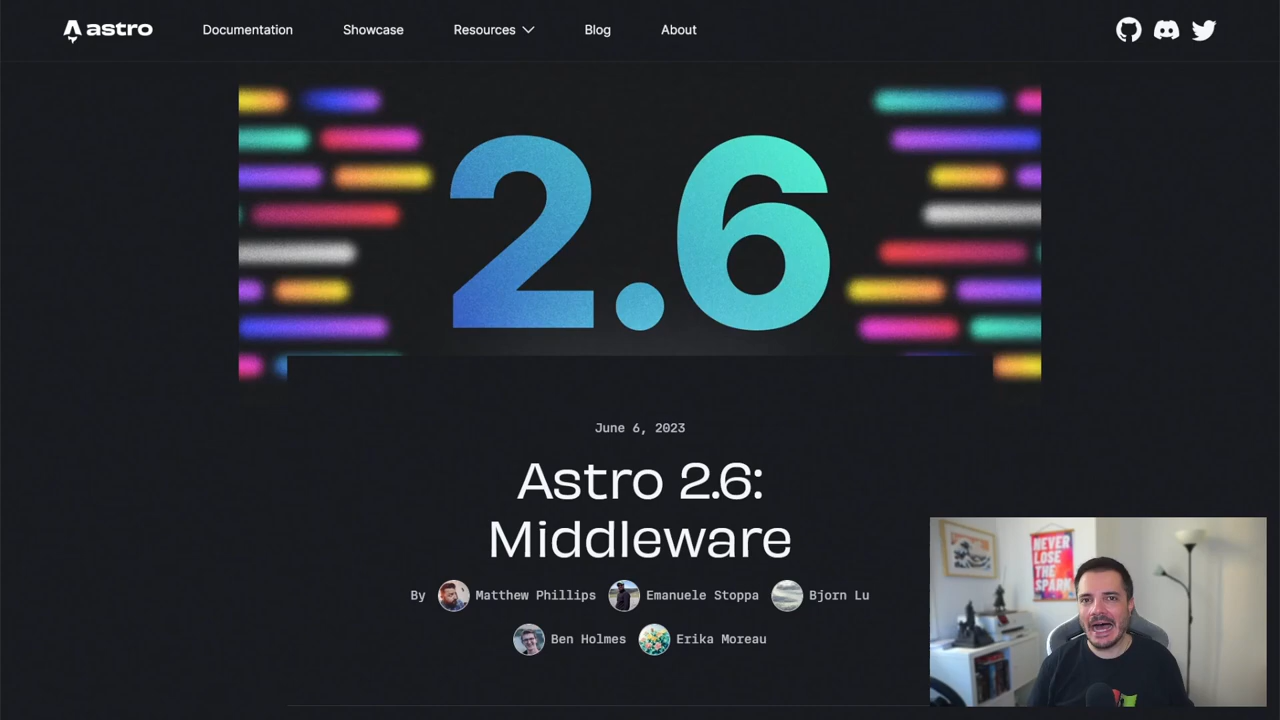 astro Documentation Showcase Resources Blog About
2.6
June 6, 2023
Astro 2.6:
Middleware
By Matthew Phillips Emanuele Stoppa Bjorn Lu
Ben Holmes Erika Moreau
NEVER
LOSE
THE
SPARK